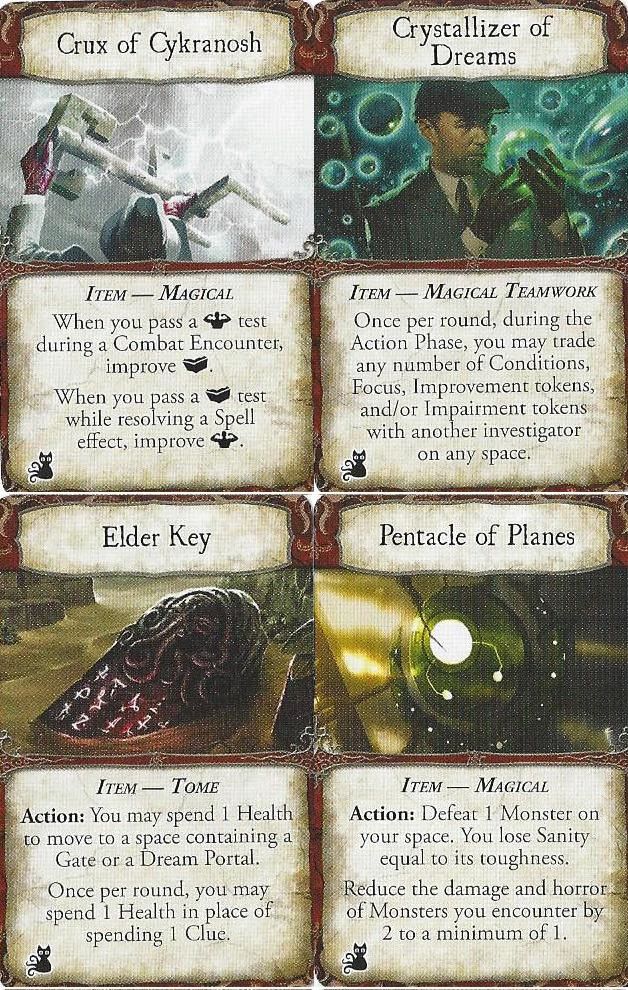 Crux of Cykranosh
Item — Magical
When you pass a test
during a Combat Encounter,
improve .
When you pass a test
while resolving a Spell
effect, improve .
Crystallizer of
Dreams
Item — Magical Teamwork
Once per round, during the
Action Phase, you may trade
any number of Conditions,
Focus, Improvement tokens,
and/or Impairment tokens
with another investigator
on any space.
Elder Key
Item — Tome
Action: You may spend 1 Health
to move to a space containing a
Gate or a Dream Portal.
Once per round, you may
spend 1 Health in place of
spending 1 Clue.
Pentacle of Planes
Item — Magical
Action: Defeat 1 Monster on
your space. You lose Sanity
equal to its toughness.
Reduce the damage and horror
of Monsters you encounter by
2 to a minimum of 1.